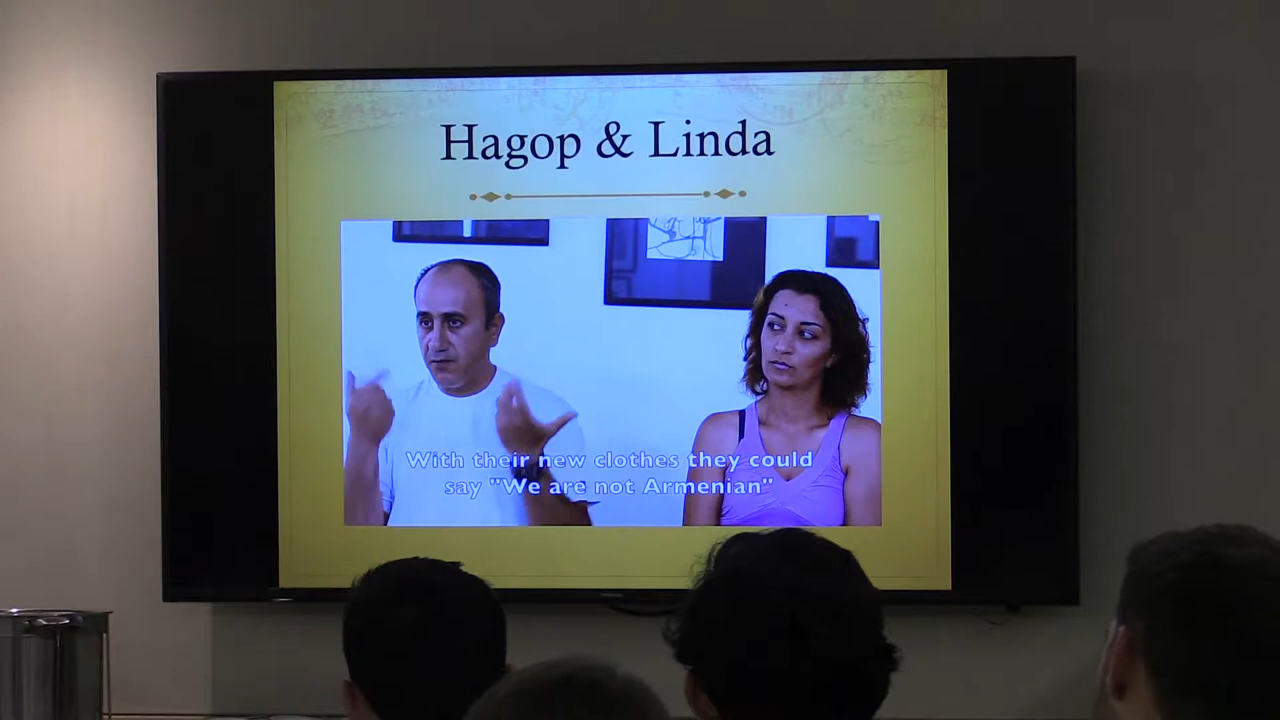 Hagop & Linda
With their new clothes they could
say "We are not Armenian"